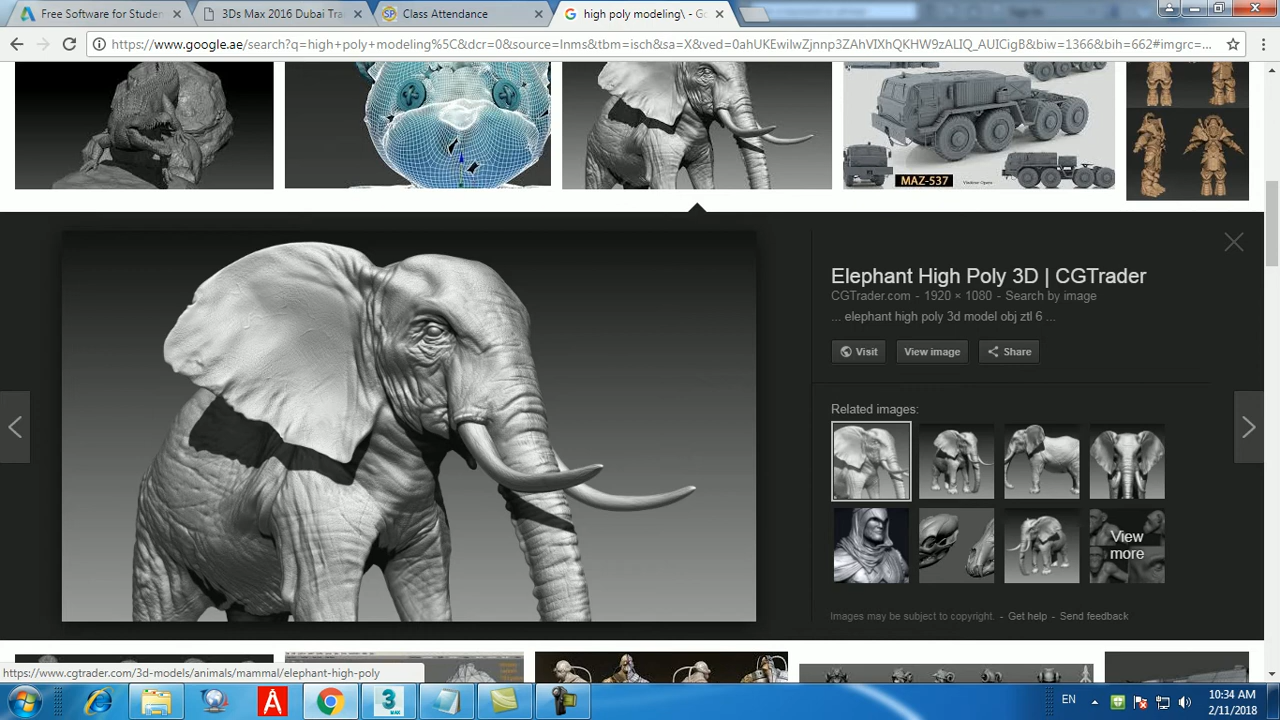 Free Software for Studen
3Ds Max 2016 Dubai Tra
Class Attendance
high poly modeling\ - Go
https://www.google.ae/search?q=high+poly+modeling%5C&dcr=0&source=lnms&tbm=isch&sa=X&ved=0ahUKEwilwZjnnp3ZAhVIXhQKHW9zALIQ_AUICigB&biw=1366&bih=662#imgrc=...
MAZ-537
Elephant High Poly 3D | CGTrader
CGTrader.com - 1920 × 1080 - Search by image
... elephant high poly 3d model obj ztl 6 ...
Visit
View image
Share
Related images:
View
more
Images may be subject to copyright. - Get help - Send feedback
https://www.cgtrader.com/3d-models/animals/mammal/elephant-high-poly
3
MAX
EN
10:34 AM
2/11/2018